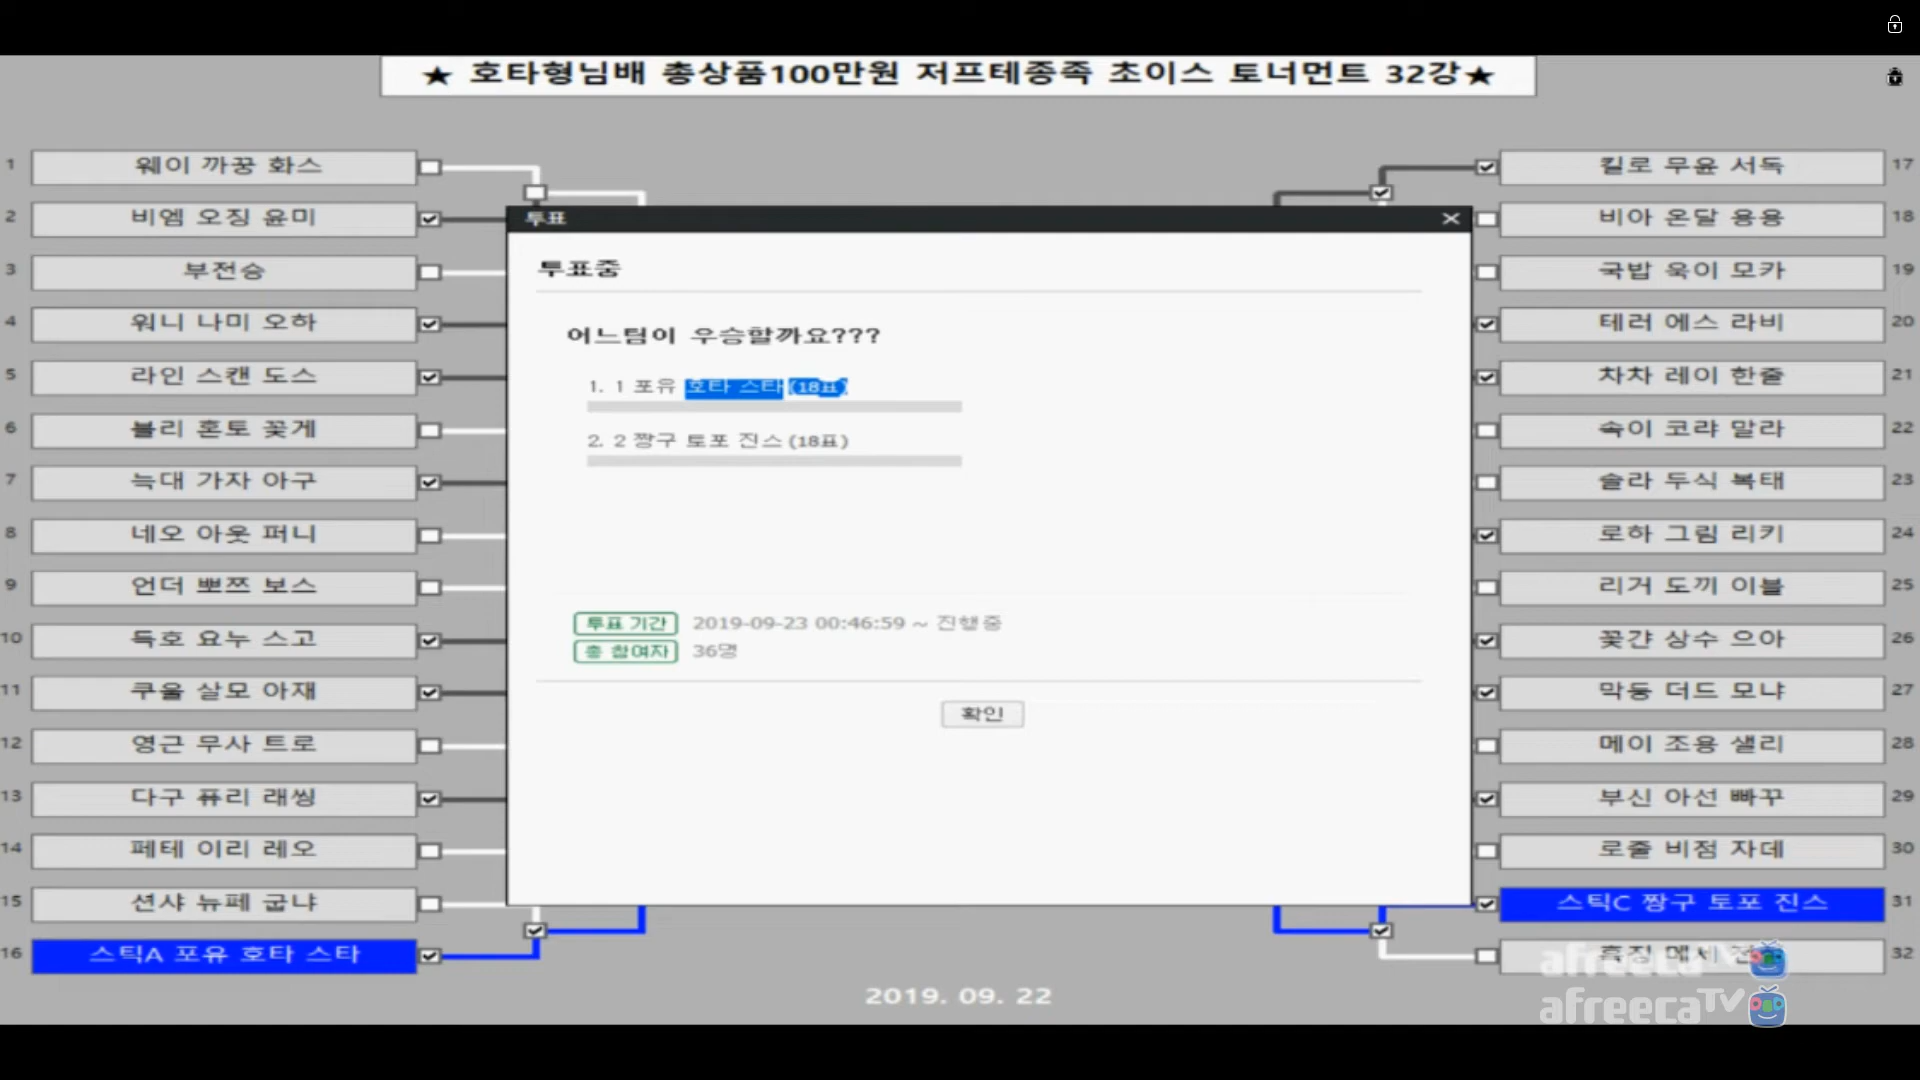 ★ 호타형님배 총상품100만원 저프테종족 초이스 토너먼트 32강★
1 웨이 까꿍 화스
2 비엠 오징 윤미
3 부전승
4 워니 나미 오하
5 라인 스캔 도스
6 블리 혼토 꽃게
7 늑대 가자 아구
8 네오 아웃 퍼니
9 언더 뽀쯔 보스
10 득호 요누 스고
11 쿠울 살모 아재
12 영근 무사 트로
13 다구 퓨리 래씽
14 페테 이리 레오
15 션샤 뉴페 굽냐
16 스틱A 포유 호타 스타
투표
투표중
어느팀이 우승할까요???
1. 1 포유 호타 스타 (18표)
2. 2 짱구 토포 진스 (18표)
투표 기간 2019-09-23 00:46:59 ~ 진행중
총 참여자 36명
확인
킬로 무윤 서독 17
비아 온달 용용 18
국밥 욱이 모카 19
테러 에스 라비 20
차차 레이 한줄 21
속이 코랴 말라 22
슬라 두식 복태 23
로하 그림 리키 24
리거 도끼 이블 25
꽃갼 상수 으아 26
막둥 더드 모냐 27
메이 조용 샐리 28
부신 아선 빠꾸 29
로줄 비점 자데 30
스틱C 짱구 토포 진스 31
32
2019. 09. 22
afreecaTV
afreecaTV